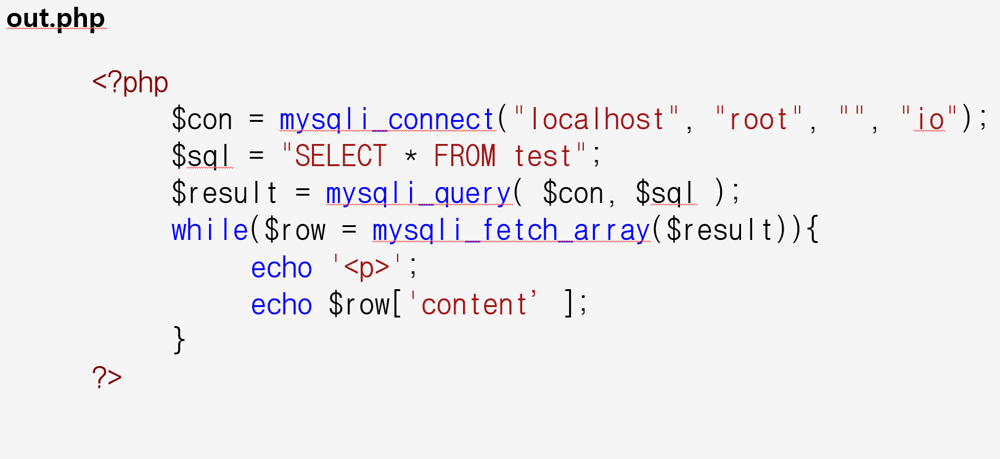 out.php
<?php
$con = mysqli_connect("localhost", "root", "", "io");
$sql = "SELECT * FROM test";
$result = mysqli_query( $con, $sql );
while($row = mysqli_fetch_array($result)){
echo '<p>';
echo $row['content’ ];
}
?>